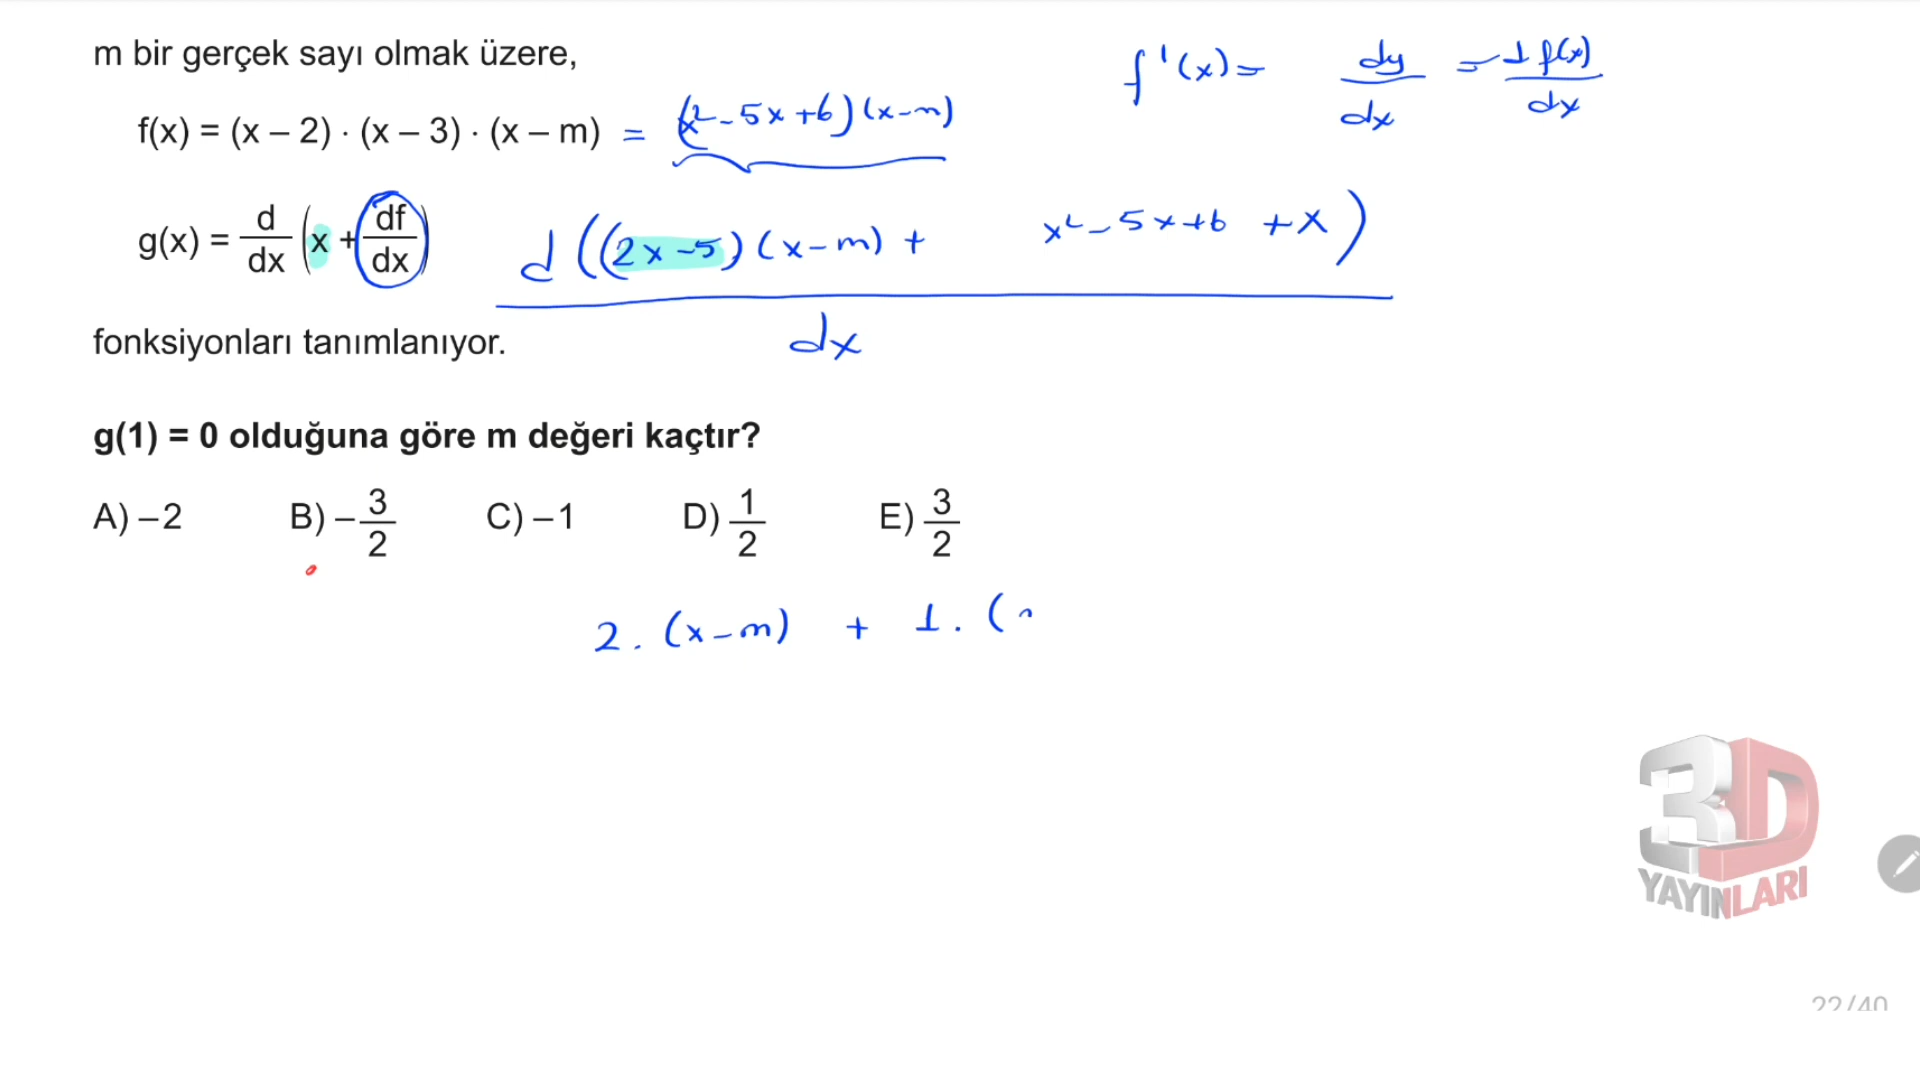 m bir gerçek sayı olmak üzere,
f'(x) = dy/dx = d f(x)/dx
f(x) = (x – 2) · (x – 3) · (x – m) = (x² - 5x + 6)(x - m)
g(x) = d/dx (x + df/dx)
d((2x - 5)(x - m) + x² - 5x + 6 + x) / dx
fonksiyonları tanımlanıyor.
g(1) = 0 olduğuna göre m değeri kaçtır?
A) –2 B) –3/2 C) –1 D) 1/2 E) 3/2
2 . (x - m) + 1 . (
3D
YAYINLARI
22/40